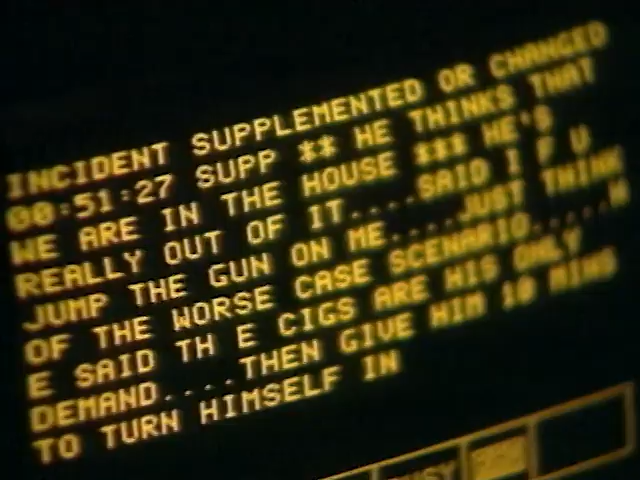 INCIDENT SUPPLEMENTED OR CHANGED
00:51:27 SUPP ** HE THINKS THAT
WE ARE IN THE HOUSE *** HE'S
REALLY OUT OF IT....SAID I F U
JUMP THE GUN ON ME....JUST THINK
OF THE WORSE CASE SCENARIO.....H
E SAID TH E CIGS ARE HIS ONLY
DEMAND....THEN GIVE HIM 10 MINS
TO TURN HIMSELF IN